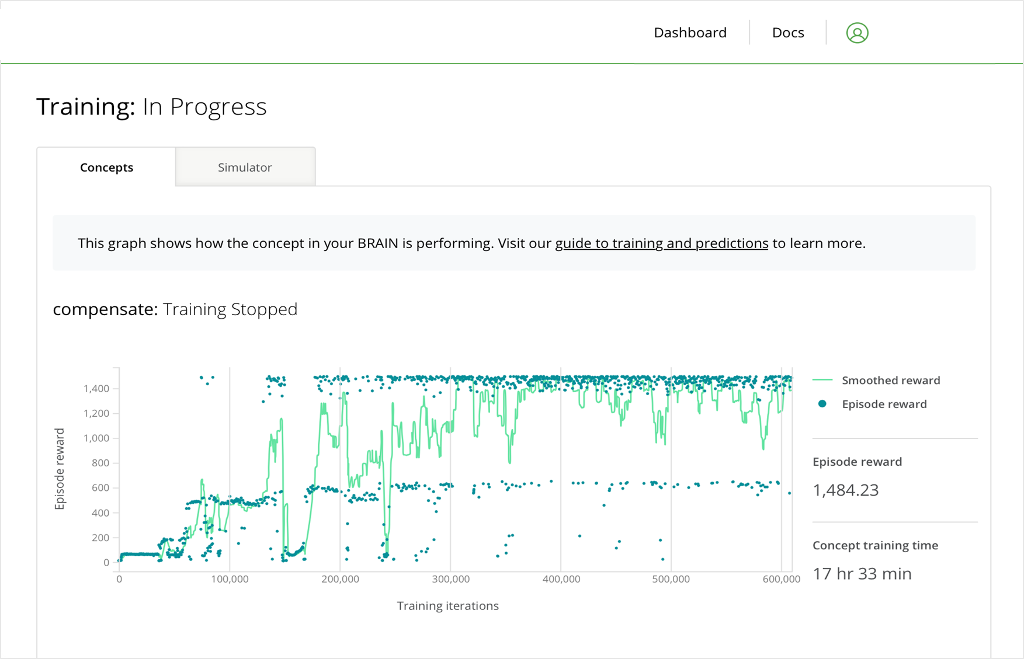 Dashboard
Docs
Training: In Progress
Concepts
Simulator
This graph shows how the concept in your BRAIN is performing. Visit our guide to training and predictions to learn more.
compensate: Training Stopped
Episode reward
1,400
1,200
1,000
800
600
400
200
0
0
100,000
200,000
300,000
400,000
500,000
600,000
Training iterations
Smoothed reward
Episode reward
Episode reward
1,484.23
Concept training time
17 hr 33 min